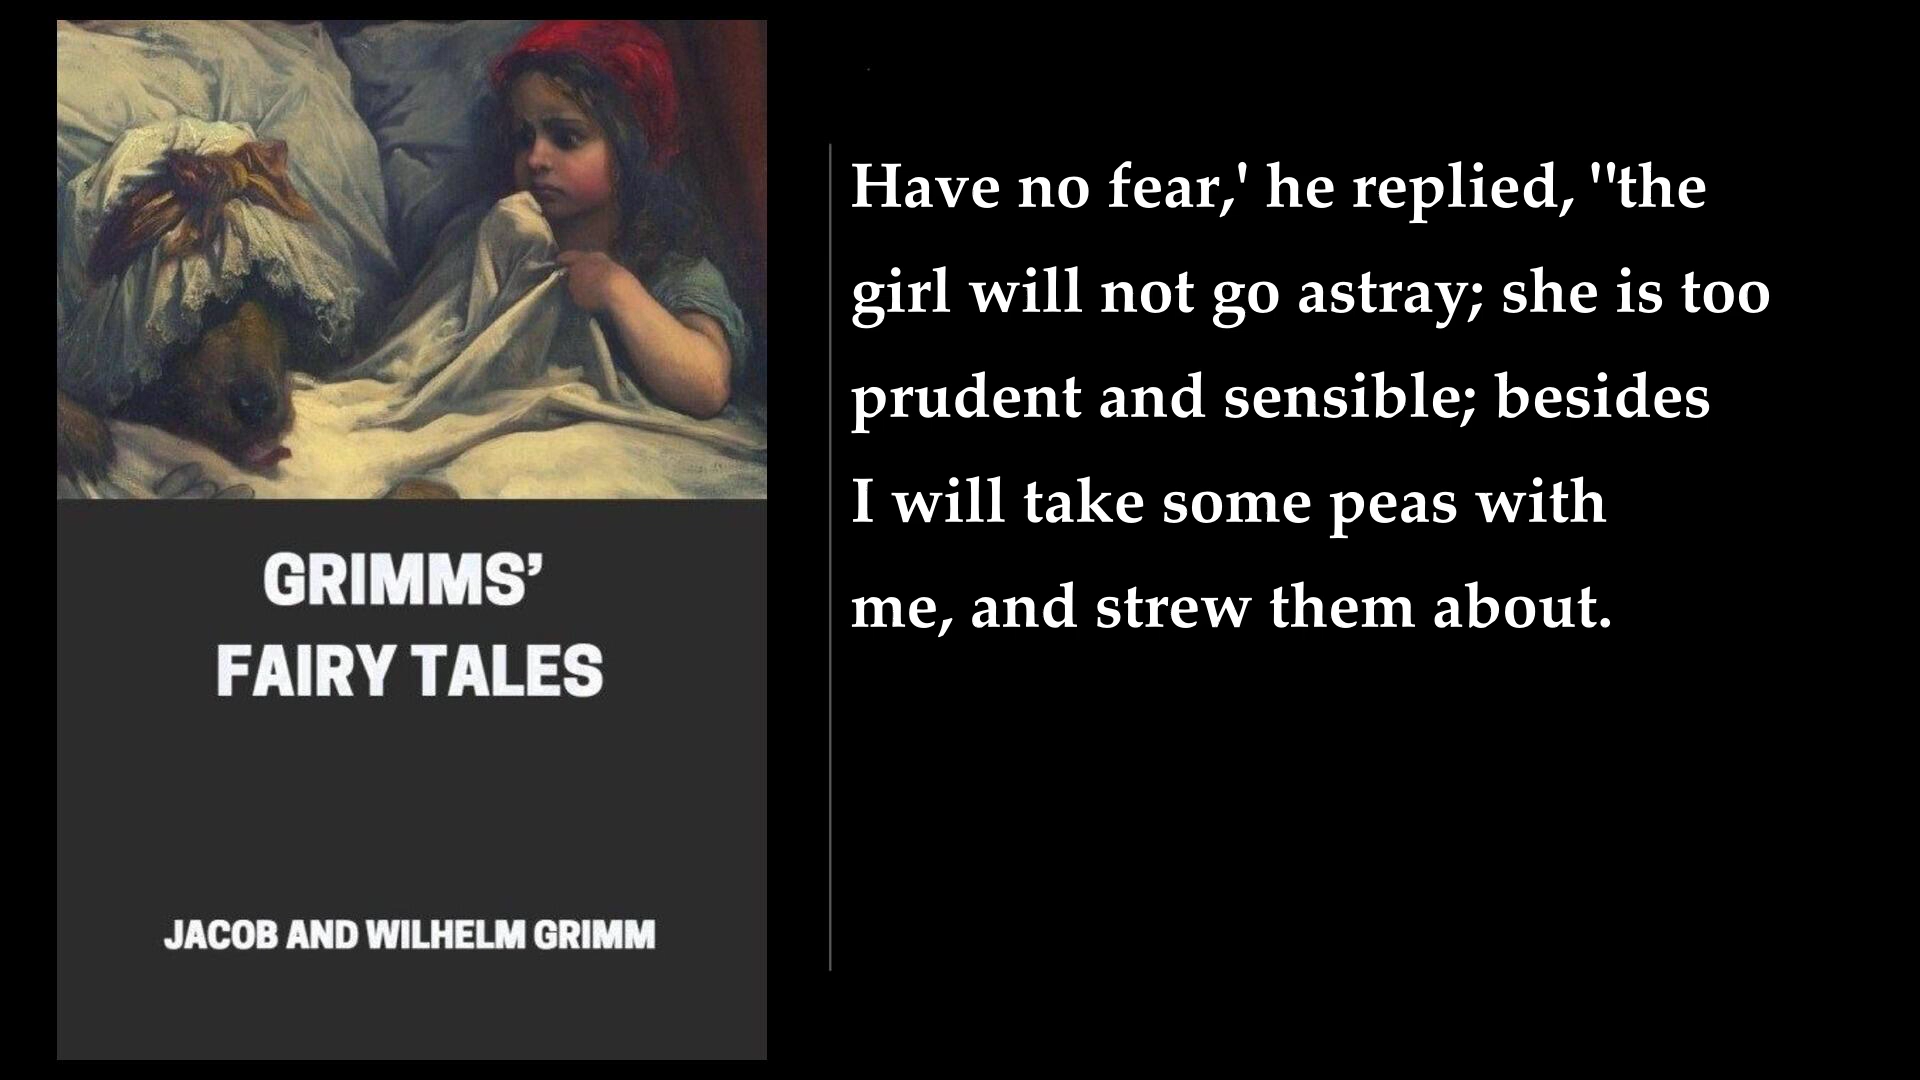 GRIMMS’
FAIRY TALES
JACOB AND WILHELM GRIMM
Have no fear,' he replied, "the
girl will not go astray; she is too
prudent and sensible; besides
I will take some peas with
me, and strew them about.